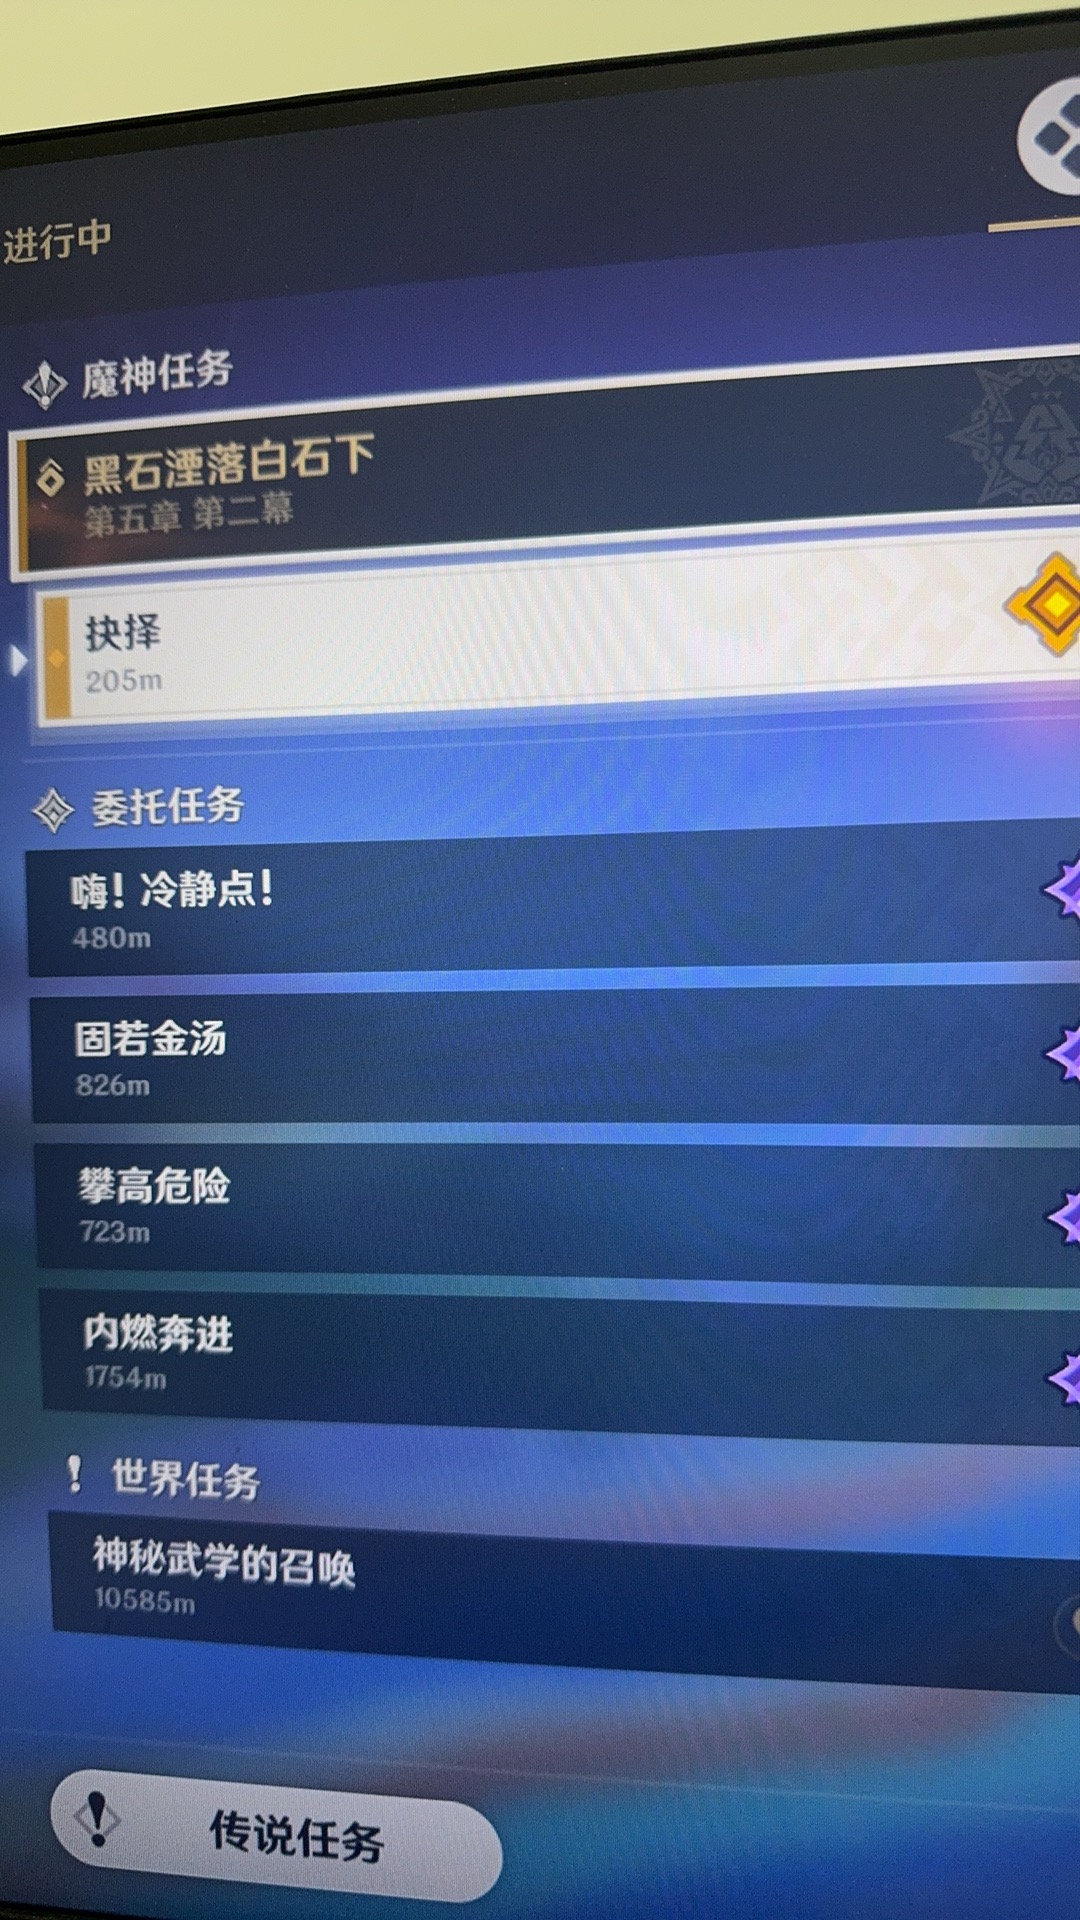 进行中
魔神任务
黑石湮落白石下
第五章 第二幕
抉择
205m
委托任务
嗨！冷静点！
480m
固若金汤
826m
攀高危险
723m
内燃奔进
1754m
世界任务
神秘武学的召唤
10585m
传说任务